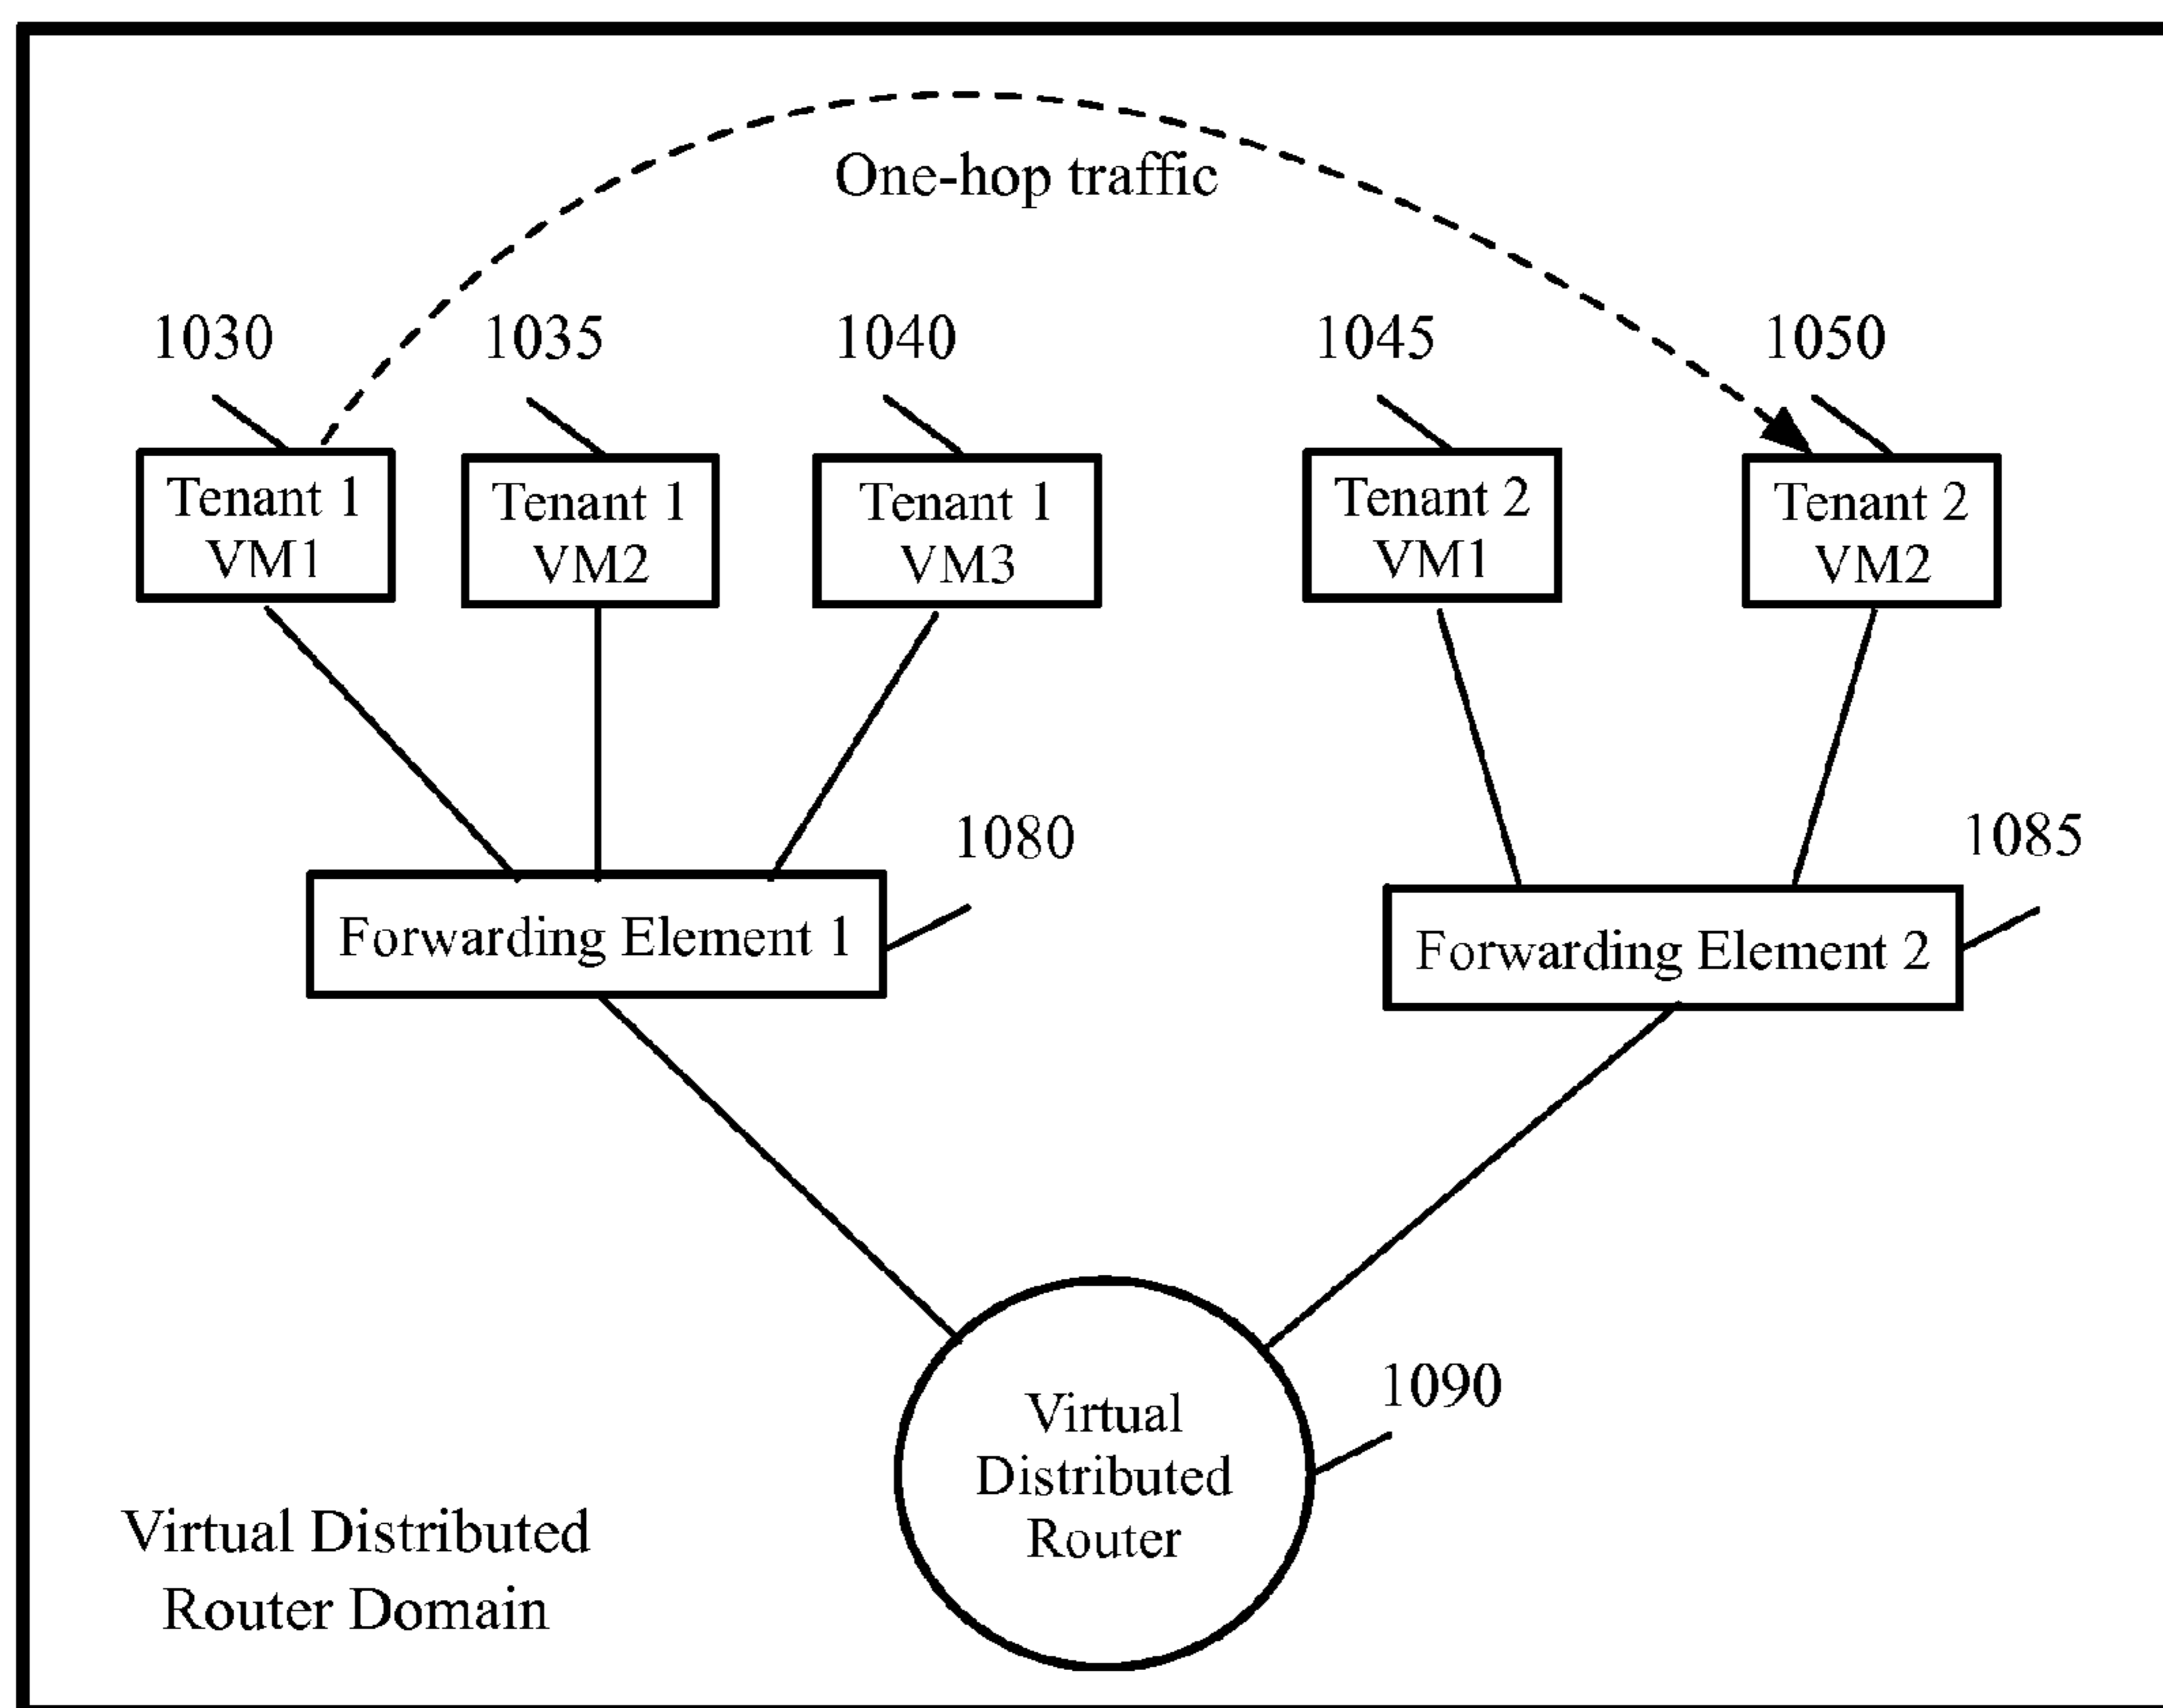 One-hop traffic
1030
1035
1040
1045
1050
Tenant 1
VM1
Tenant 1
VM2
Tenant 1
VM3
Tenant 2
VM1
Tenant 2
VM2
1080
1085
Forwarding Element 1
Forwarding Element 2
1090
Virtual
Distributed
Router
Virtual Distributed
Router Domain